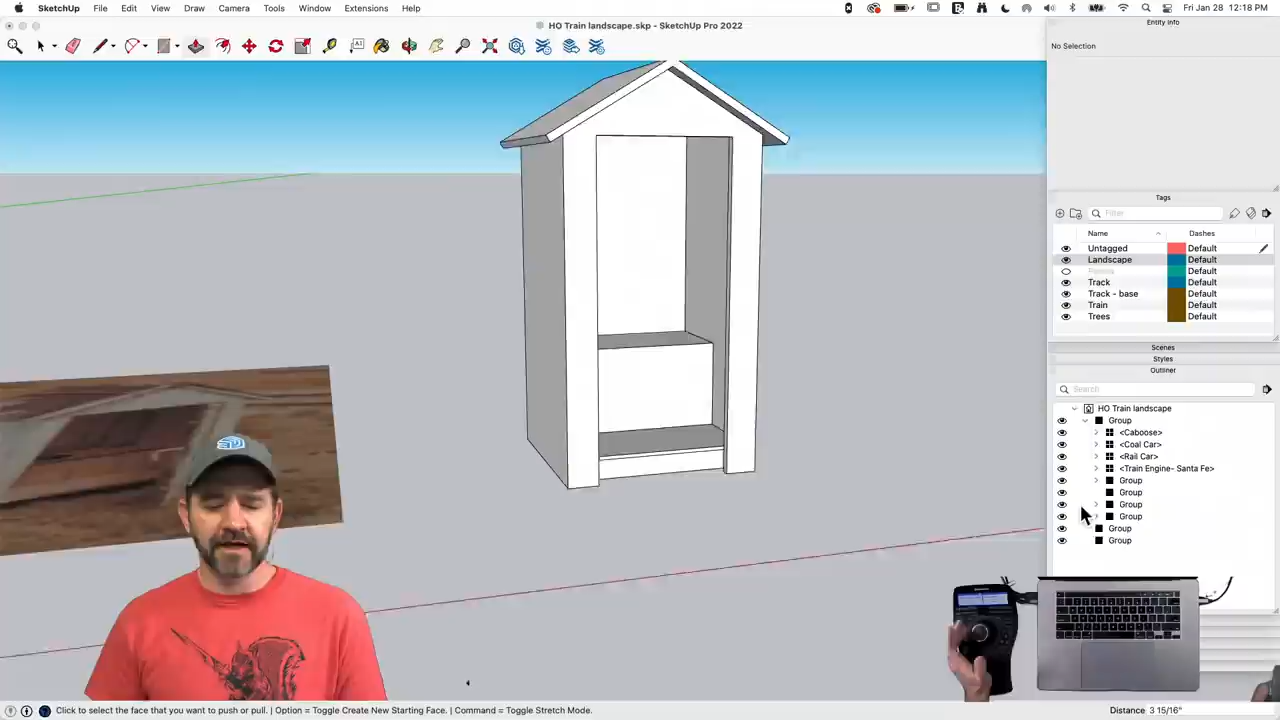 SketchUp File Edit View Draw Camera Tools Window Extensions Help Fri Jan 28 12:18 PM
HO Train landscape.skp - SketchUp Pro 2022
Entity Info
No Selection
Tags
Filter
Name Dashes
Untagged Default
Landscape Default
Default
Track Default
Track - base Default
Train Default
Trees Default
Scenes
Styles
Outliner
Search
HO Train landscape
Group
<Caboose>
<Coal Car>
<Rail Car>
<Train Engine- Santa Fe>
Group
Group
Group
Group
Group
Group
Click to select the face that you want to push or pull. | Option = Toggle Create New Starting Face. | Command = Toggle Stretch Mode. Distance 3 15/16"